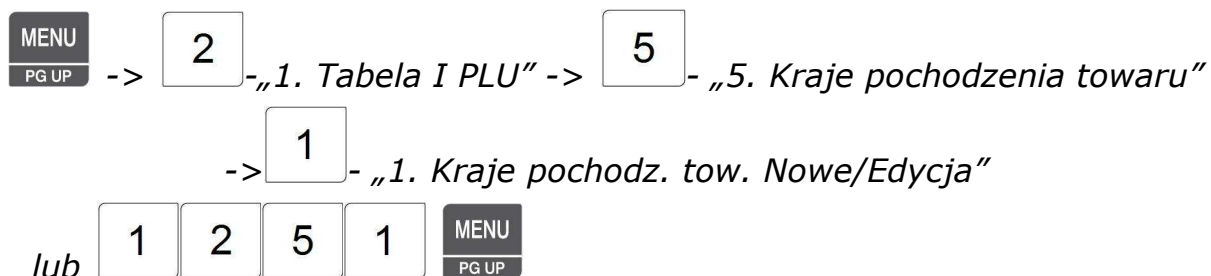 MENU PG UP -> 2 -„1. Tabela I PLU” -> 5 - „5. Kraje pochodzenia towaru”
-> 1 - „1. Kraje pochodz. tow. Nowe/Edycja”
lub 1 2 5 1 MENU PG UP